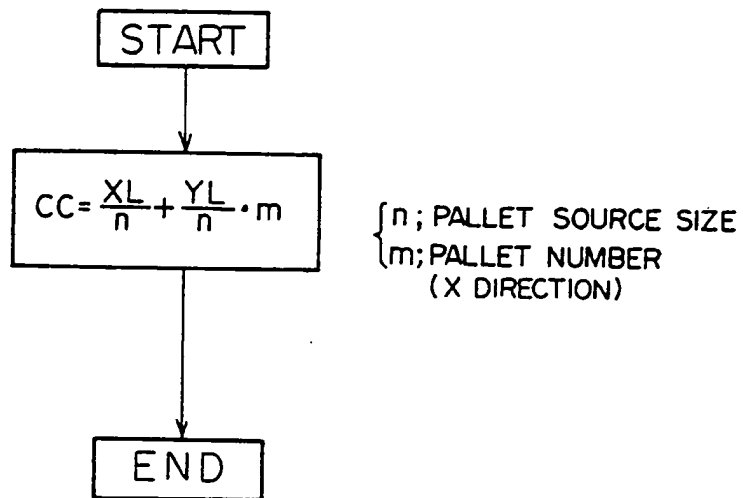 START
CC = XL/n + YL/n · m
n; PALLET SOURCE SIZE
m; PALLET NUMBER
(X DIRECTION)
END